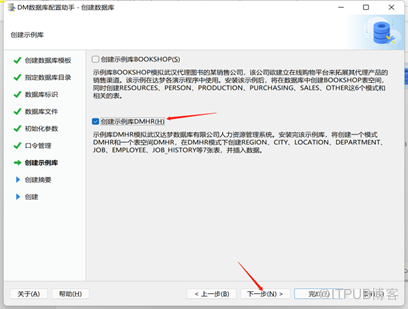 DM数据库配置助手 - 创建数据库
创建示例库
创建数据库模板
指定数据库目录
数据库标识
数据库文件
初始化参数
口令管理
创建示例库
创建摘要
创建
创建示例库BOOKSHOP(S)
示例库BOOKSHOP模拟武汉代理图书的某销售公司，该公司欲建立在线购物平台来拓展其代理产品的
销售渠道。该示例在达梦各演示程序中使用。安装该示例后，将在数据库中创建BOOKSHOP表空间，
同时创建RESOURCES、PERSON、PRODUCTION、PURCHASING、SALES、OTHER这6个模式和
相关的表。
创建示例库DMHR(H)
示例库DMHR模拟武汉达梦数据库有限公司人力资源管理系统。安装完该示例库，将创建一个模式
DMHR和一个表空间DMHR，在DMHR模式下创建REGION、CITY、LOCATION、DEPARTMENT、
JOB、EMPLOYEE、JOB_HISTORY等7张表，并插入数据。
关于(A) 帮助(H) < 上一步(B) 下一步(N) >
@ITPUB博客